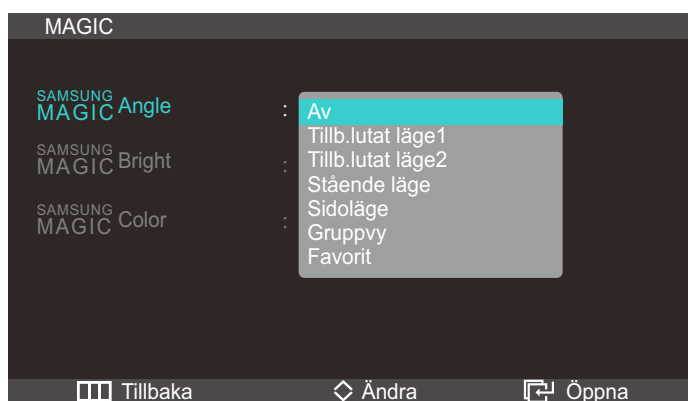 MAGIC
SAMSUNG
MAGIC Angle :
Av
Tillb.lutat läge1
SAMSUNG
MAGIC Bright :
Tillb.lutat läge2
Stående läge
SAMSUNG
MAGIC Color :
Sidoläge
Gruppvy
Favorit
Tillbaka Ändra Öppna